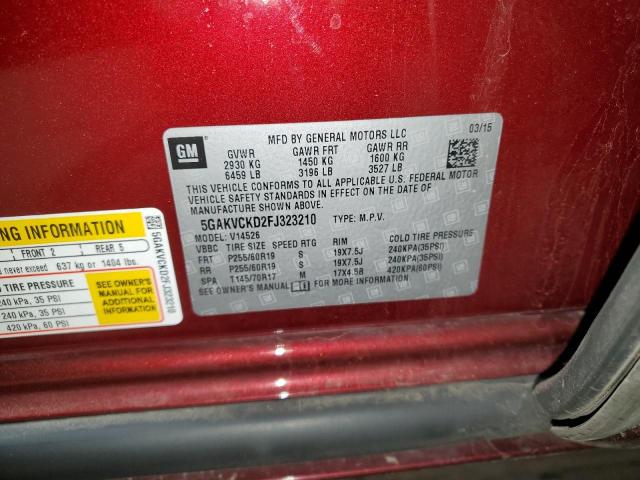 GM
MFD BY GENERAL MOTORS LLC
03/15
GVWR GAWR FRT GAWR RR
2930 KG 1450 KG 1600 KG
6459 LB 3196 LB 3527 LB
THIS VEHICLE CONFORMS TO ALL APPLICABLE U.S. FEDERAL MOTOR
VEHICLE SAFETY STANDARDS IN EFFECT ON THE DATE OF
MANUFACTURE SHOWN ABOVE.
5GAKVCKD2FJ323210 TYPE: M.P.V.
MODEL: V14526
VBBC TIRE SIZE SPEED RTG RIM COLD TIRE PRESSURE
FRT P255/60R19 S 19X7.5J 240KPA(35PSI)
RR P255/60R19 S 19X7.5J 240KPA(35PSI)
SPA T145/70R17 M 17X4.5B 420KPA(60PSI)
SEE OWNER'S MANUAL FOR ADDITIONAL INFORMATION.
NG INFORMATION
1 FRONT 2 REAR 5
never exceed 637 kg or 1404 lbs.
TIRE PRESSURE
240 kPa, 35 PSI
240 kPa, 35 PSI
420 kPa, 60 PSI
SEE OWNER'S
MANUAL FOR
ADDITIONAL
INFORMATION
5GAKVCKD2FJ323210